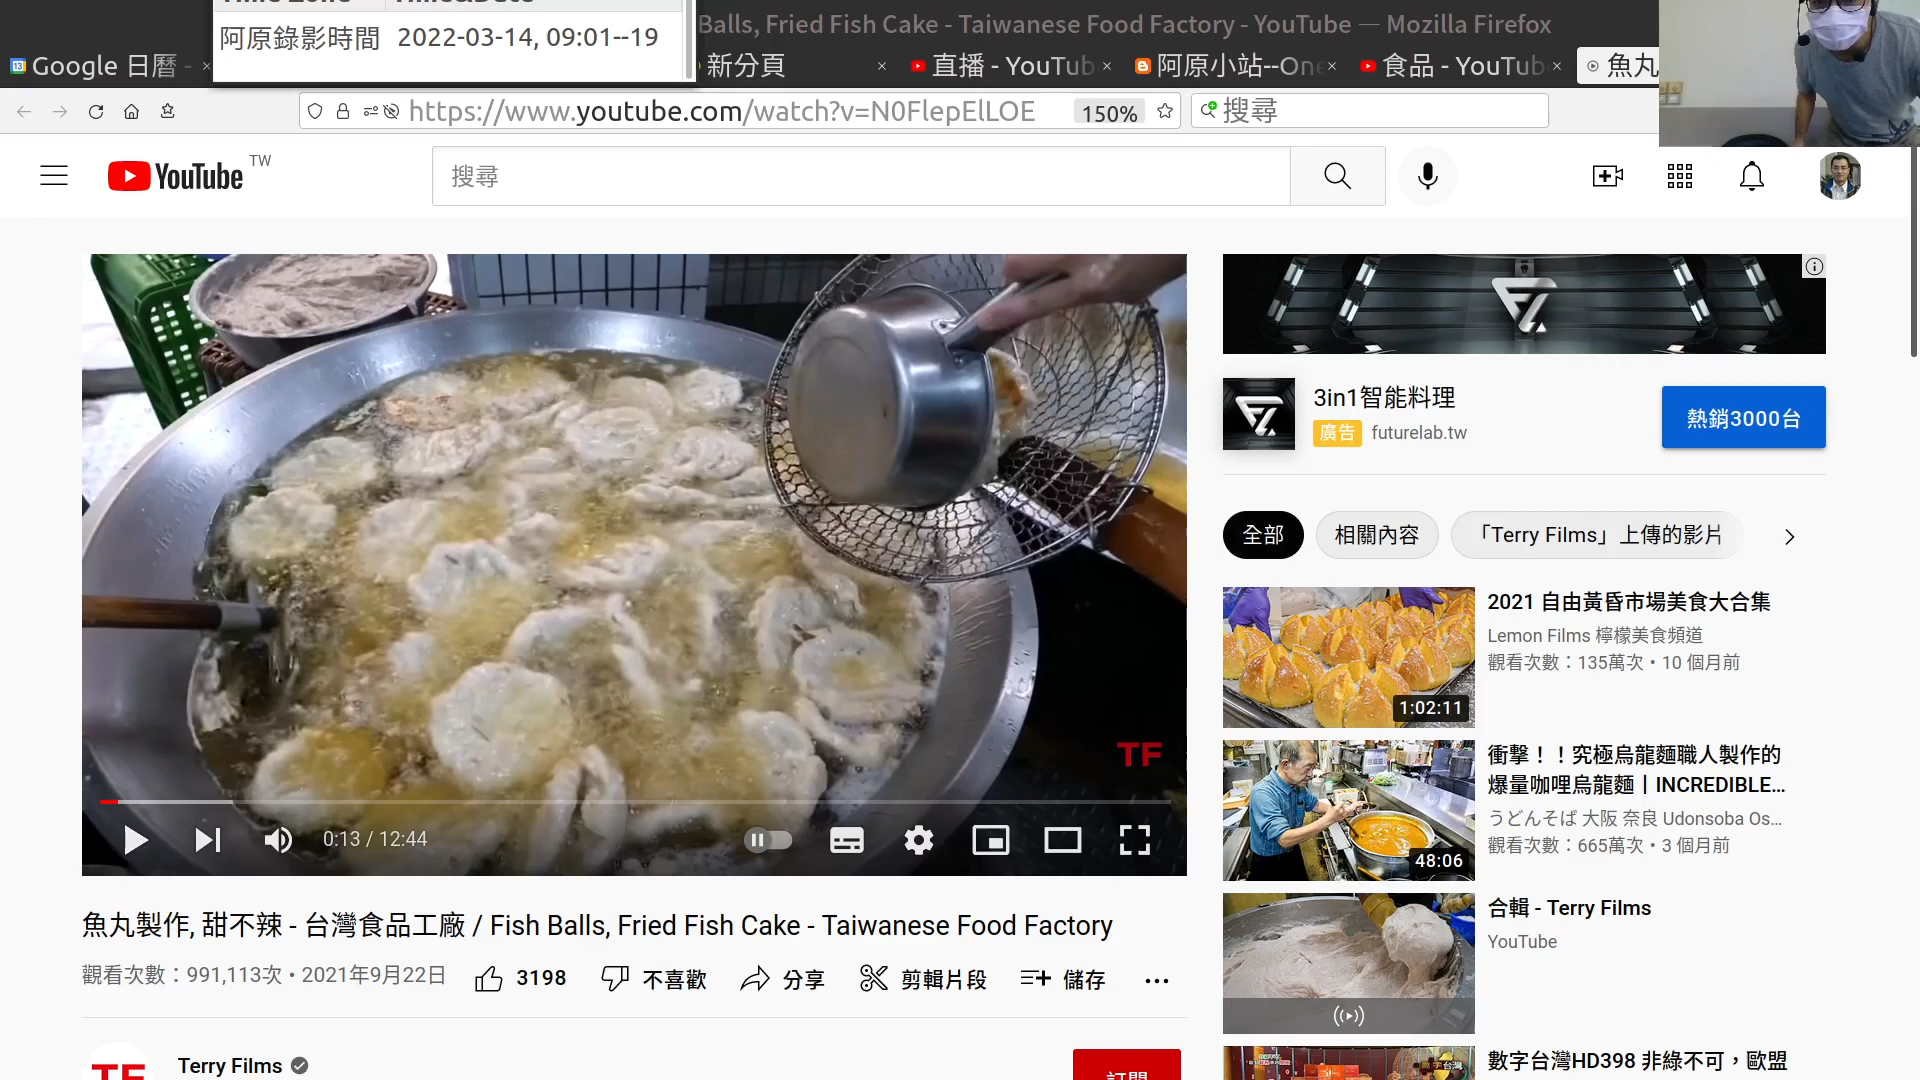 Time Zone Time&Date
阿原錄影時間 2022-03-14, 09:01--19
Balls, Fried Fish Cake - Taiwanese Food Factory - YouTube — Mozilla Firefox
Google 日曆 -
新分頁
直播 - YouTub
阿原小站--One
食品 - YouTub
魚丸
https://www.youtube.com/watch?v=N0FlepElLOE
150%
搜尋
YouTube TW
搜尋
TF
0:13 / 12:44
魚丸製作, 甜不辣 - 台灣食品工廠 / Fish Balls, Fried Fish Cake - Taiwanese Food Factory
觀看次數：991,113次 • 2021年9月22日
3198 不喜歡 分享 剪輯片段 儲存
TF
Terry Films
訂閱
3in1智能料理
廣告 futurelab.tw
熱銷3000台
全部 相關內容 「Terry Films」上傳的影片
1:02:11
2021 自由黃昏市場美食大合集
Lemon Films 檸檬美食頻道
觀看次數：135萬次 • 10 個月前
48:06
衝撃！！究極烏龍麵職人製作的
爆量咖哩烏龍麵丨INCREDIBLE...
うどんそば 大阪 奈良 Udonsoba Os...
觀看次數：665萬次 • 3 個月前
合輯 - Terry Films
YouTube
數字台灣
數字台灣HD398 非綠不可，歐盟